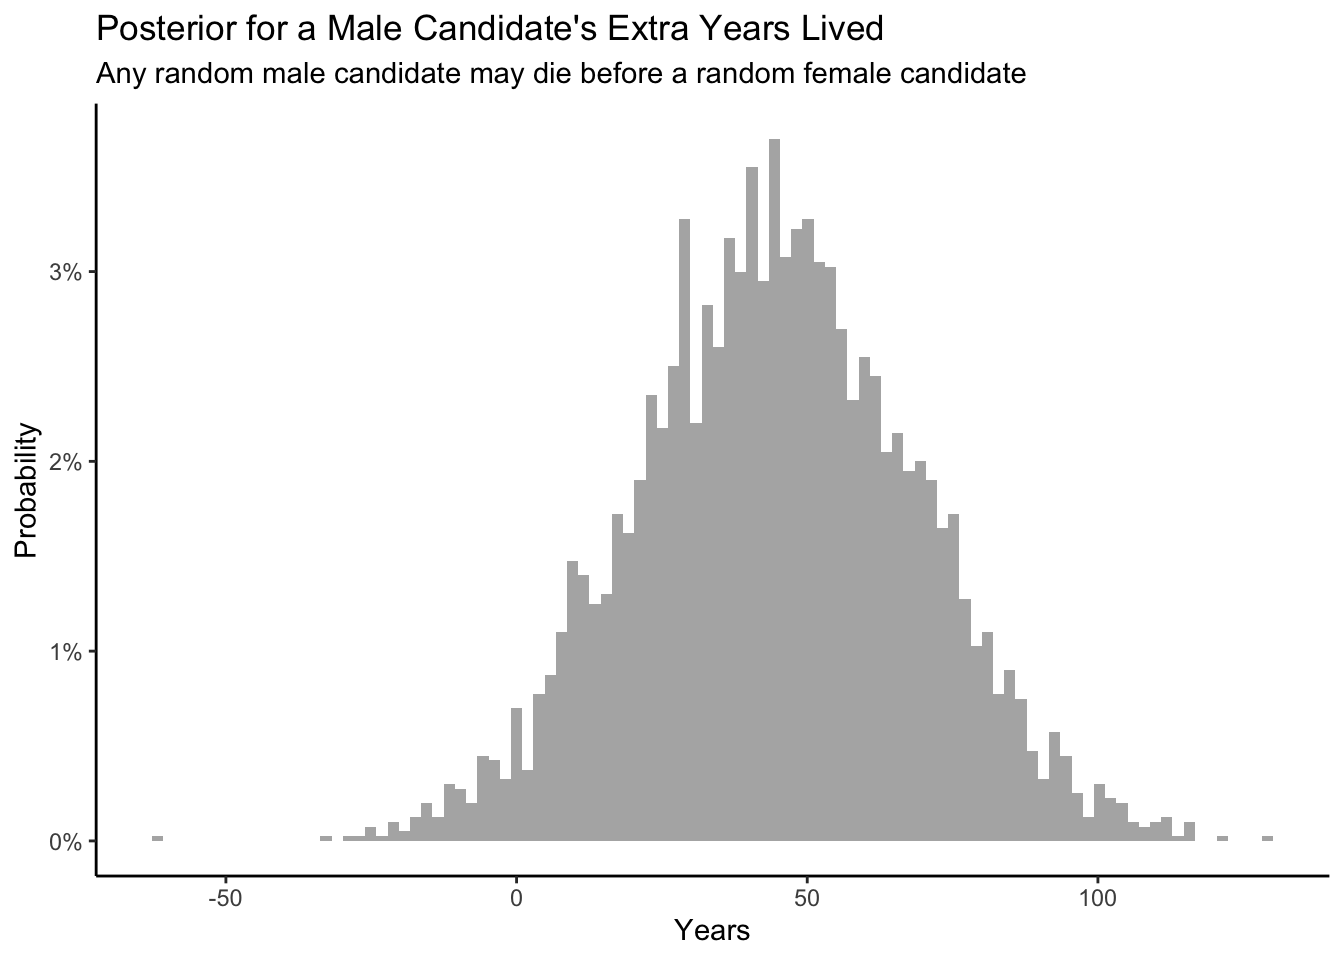 Posterior for a Male Candidate's Extra Years Lived
Any random male candidate may die before a random female candidate
3%
2%
1%
0%
Probability
-50
0
50
100
Years